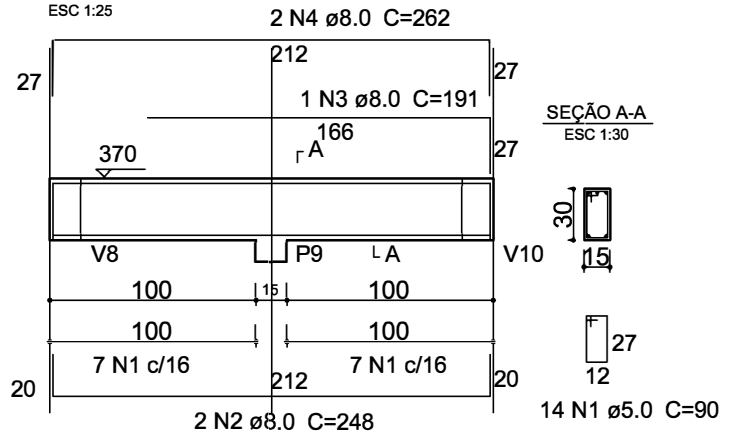 ESC 1:25
2 N4 ø8.0 C=262
212
27
27
1 N3 ø8.0 C=191
166
27
SEÇÃO A-A
ESC 1:30
370
A
30
V8
P9
A
V10
15
100
15
100
100
100
7 N1 c/16
7 N1 c/16
27
12
20
212
20
2 N2 ø8.0 C=248
14 N1 ø5.0 C=90